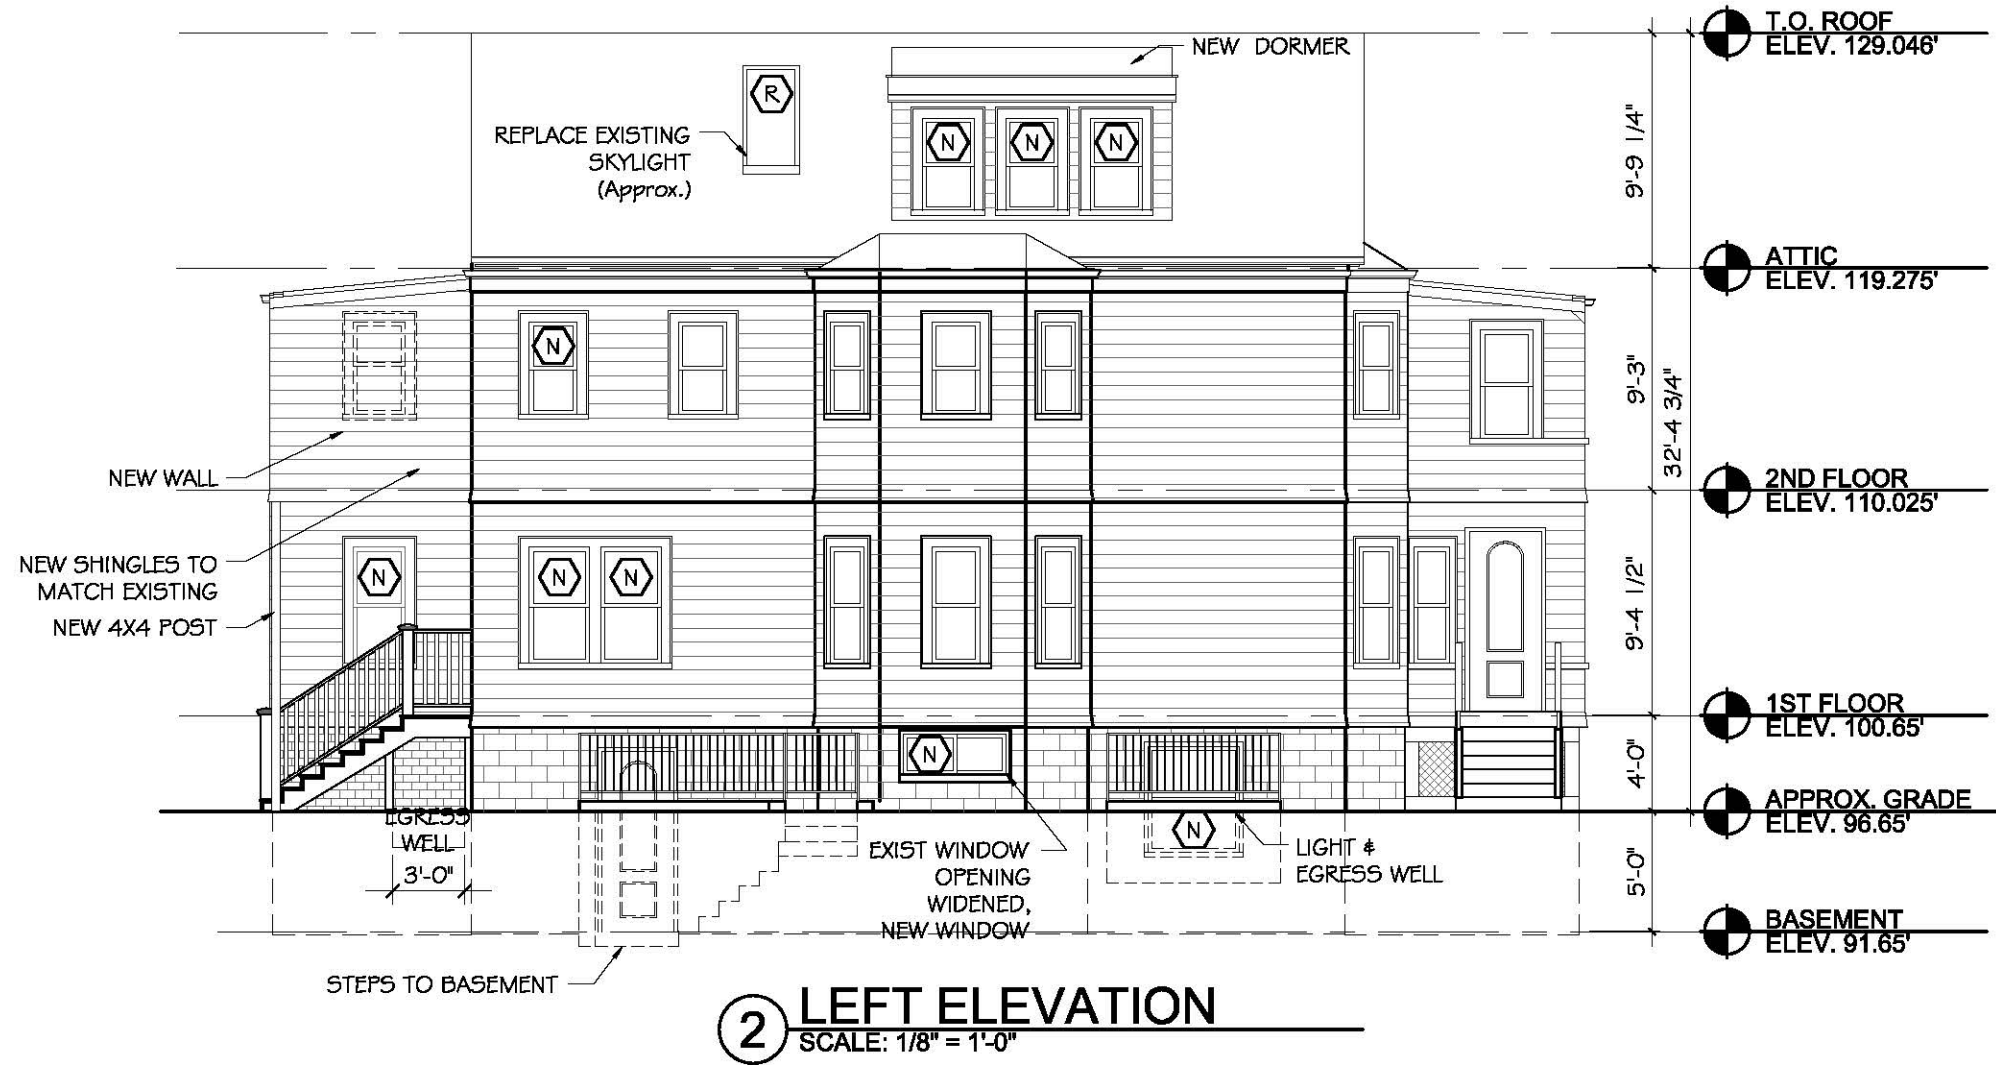 T.O. ROOF
ELEV. 129.046'
NEW DORMER
R
REPLACE EXISTING
SKYLIGHT
(Approx.)
N N N
9'-9 1/4"
ATTIC
ELEV. 119.275'
N
9'-3"
32'-4 3/4"
NEW WALL
2ND FLOOR
ELEV. 110.025'
NEW SHINGLES TO
MATCH EXISTING
NEW 4X4 POST
N
N N
9'-4 1/2"
1ST FLOOR
ELEV. 100.65'
N
4'-0"
APPROX. GRADE
ELEV. 96.65'
EGRESS
WELL
3'-0"
N
EXIST WINDOW
OPENING
WIDENED,
NEW WINDOW
LIGHT &
EGRESS WELL
5'-0"
BASEMENT
ELEV. 91.65'
STEPS TO BASEMENT
2
LEFT ELEVATION
SCALE: 1/8" = 1'-0"